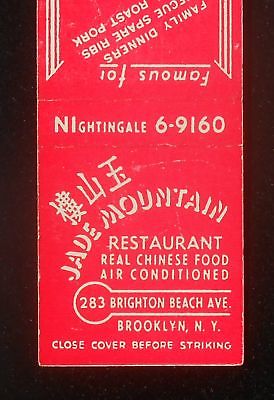 Famous for
ROAST PORK
ECUE SPARE RIBS
FAMILY DINNERS
NIGHTINGALE 6-9160
玉山樓
JADE MOUNTAIN
RESTAURANT
REAL CHINESE FOOD
AIR CONDITIONED
283 BRIGHTON BEACH AVE.
BROOKLYN, N. Y.
CLOSE COVER BEFORE STRIKING